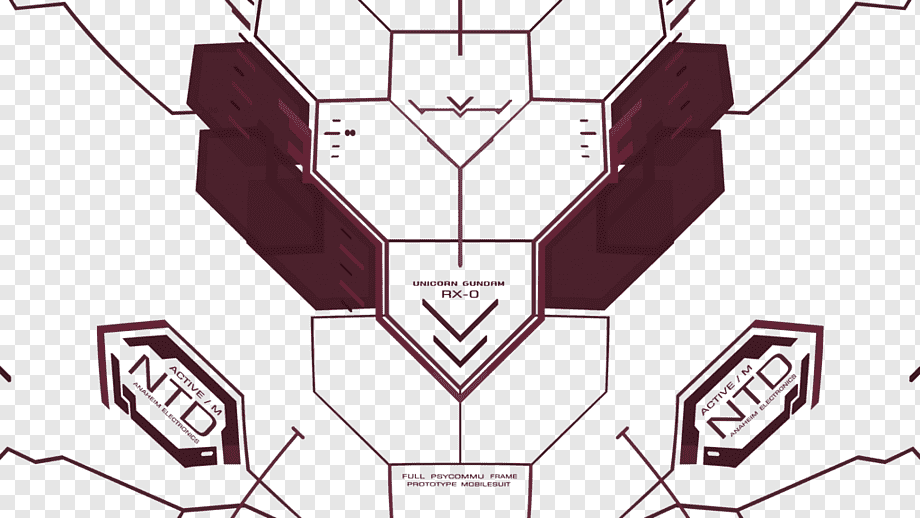 UNICORN GUNDAM
RX-0
ACTIVE / M
NTD
ANAHEIM ELECTRONICS
ACTIVE / M
NTD
ANAHEIM ELECTRONICS
FULL PSYCOMMU FRAME
PROTOTYPE MOBILESUIT